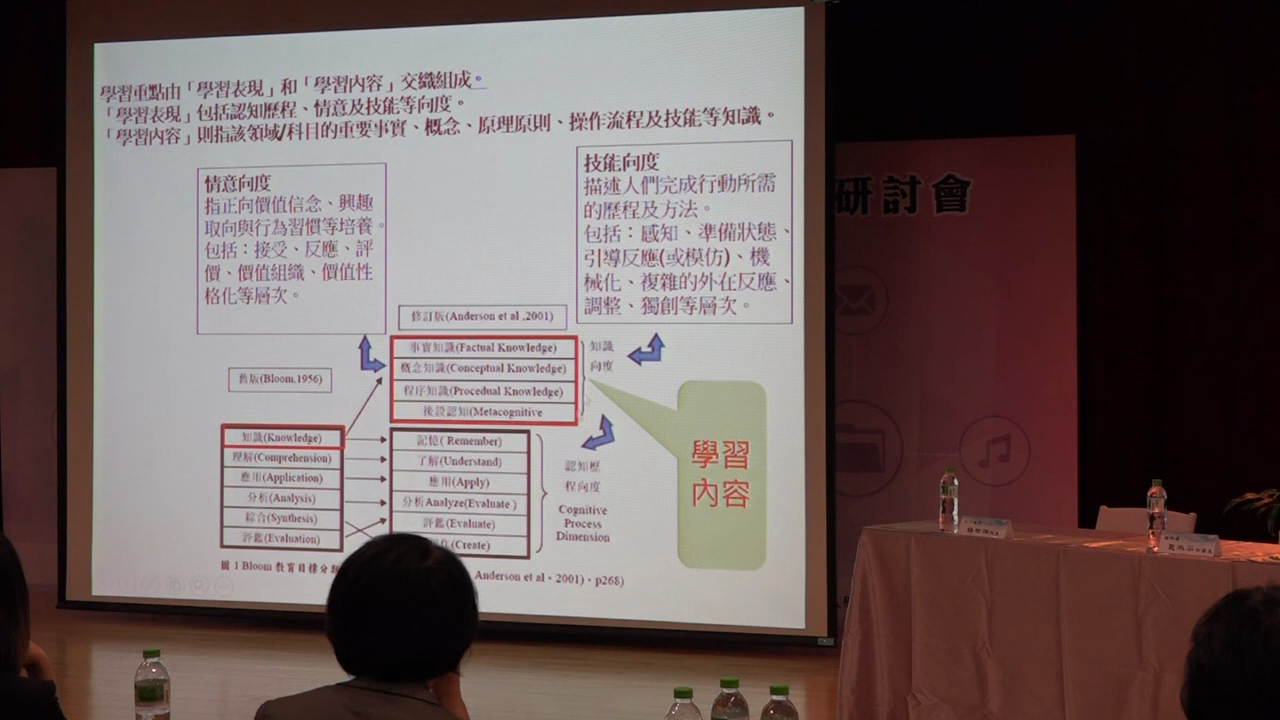 學習重點由「學習表現」和「學習內容」交織組成。
「學習表現」包括認知歷程、情意及技能等向度。
「學習內容」則指該領域/科目的重要事實、概念、原理原則、操作流程及技能等知識。
情意向度
指正向價值信念、興趣
取向與行為習慣等培養。
包括：接受、反應、評
價、價值組織、價值性
格化等層次。
技能向度
描述人們完成行動所需
的歷程及方法。
包括：感知、準備狀態、
引導反應(或模仿)、機
械化、複雜的外在反應、
調整、獨創等層次。
修訂版(Anderson et al ,2001)
事實知識(Factual Knowledge)
概念知識(Conceptual Knowledge)
程序知識(Procedual Knowledge)
後設認知(Metacognitive
知識
向度
舊版(Bloom,1956)
知識(Knowledge)
理解(Comprehension)
應用(Application)
分析(Analysis)
綜合(Synthesis)
評鑑(Evaluation)
記憶( Remember)
了解(Understand)
應用(Apply)
分析Analyze(Evaluate )
評鑑(Evaluate)
(Create)
認知歷
程向度
Cognitive
Process
Dimension
學習
內容
圖 1 Bloom 教育目標分類
Anderson et al，2001)，p268)
研討會